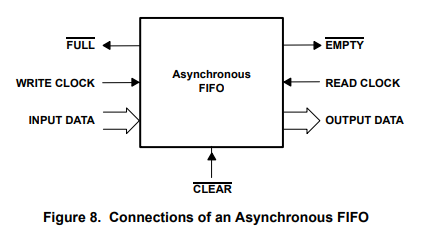 FULL
EMPTY
Asynchronous
FIFO
WRITE CLOCK
READ CLOCK
INPUT DATA
OUTPUT DATA
CLEAR
Figure 8. Connections of an Asynchronous FIFO